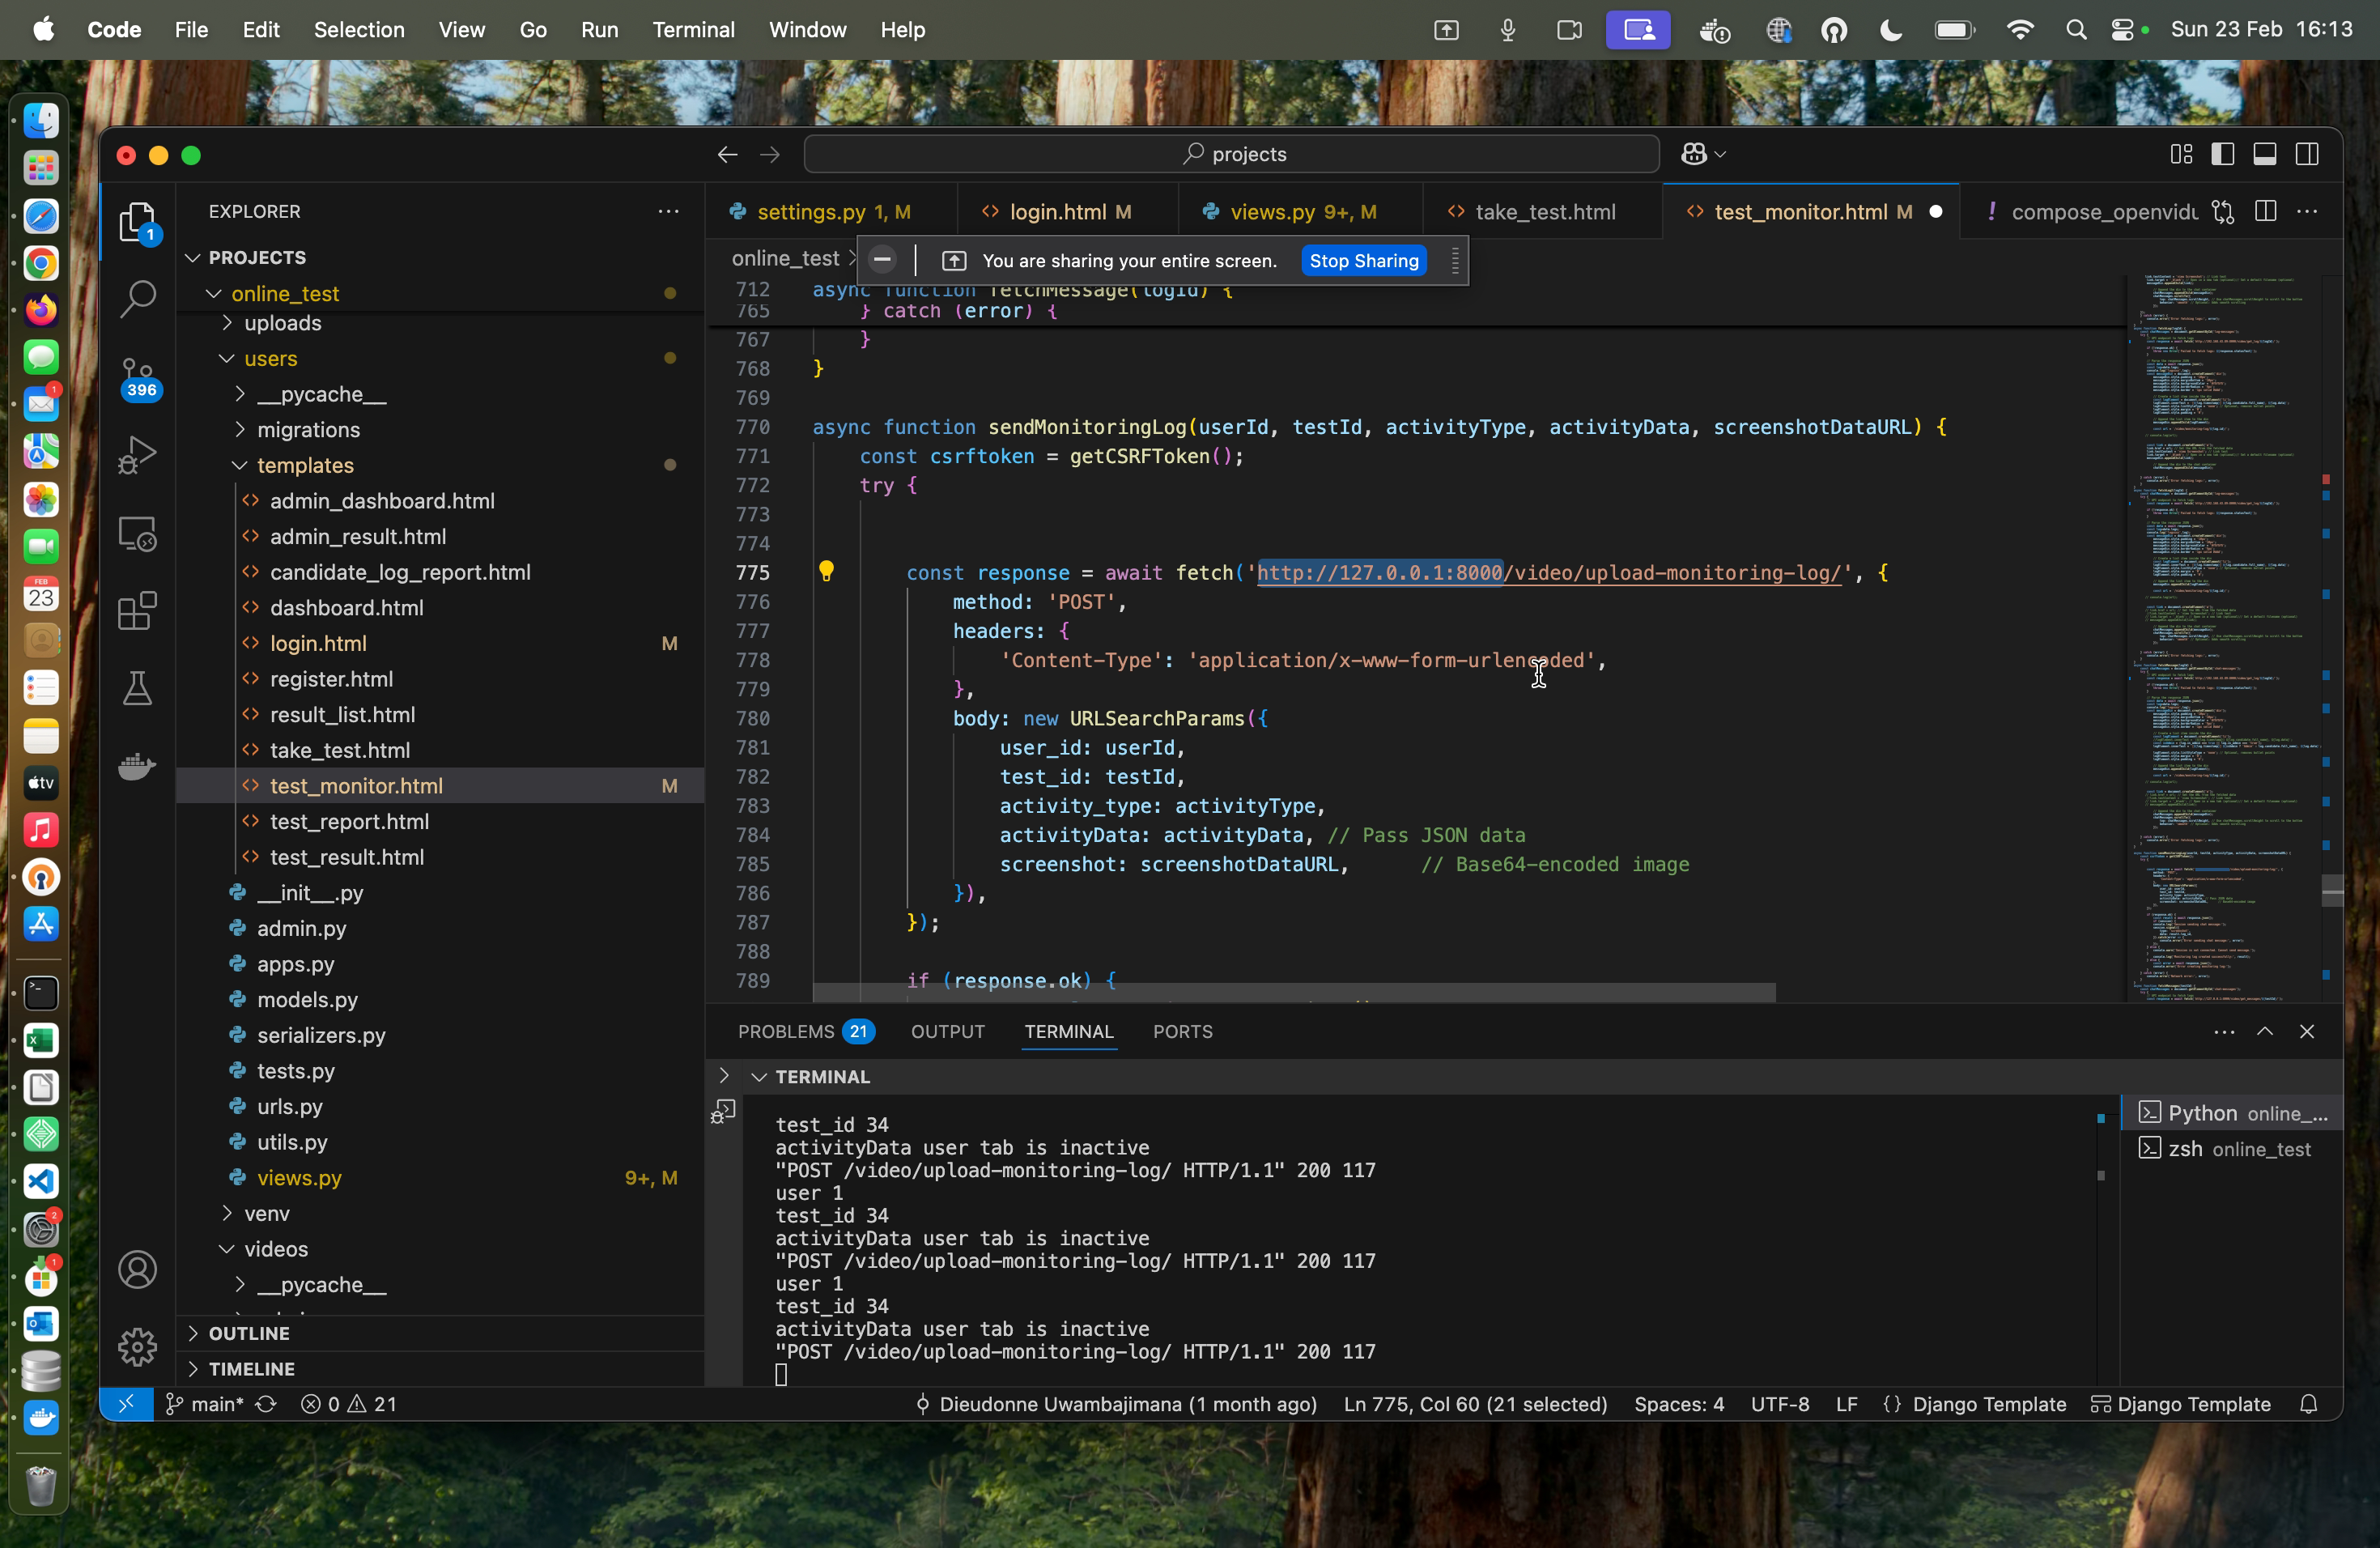 Code File Edit Selection View Go Run Terminal Window Help
Sun 23 Feb 16:13
projects
EXPLORER
PROJECTS
online_test
uploads
users
__pycache__
migrations
templates
admin_dashboard.html
admin_result.html
candidate_log_report.html
dashboard.html
login.html M
register.html
result_list.html
take_test.html
test_monitor.html M
test_report.html
test_result.html
__init__.py
admin.py
apps.py
models.py
serializers.py
tests.py
urls.py
utils.py
views.py 9+, M
venv
videos
__pycache__
OUTLINE
TIMELINE
1
396
FEB
23
tv
1
2
1
settings.py 1, M
login.html M
views.py 9+, M
take_test.html
test_monitor.html M
compose_openvidu
online_test >
You are sharing your entire screen. Stop Sharing
712 async function fetchMessage(logId) {
765 } catch (error) {
767 }
768 }
769
770 async function sendMonitoringLog(userId, testId, activityType, activityData, screenshotDataURL) {
771 const csrftoken = getCSRFToken();
772 try {
773
774
775 const response = await fetch('http://127.0.0.1:8000/video/upload-monitoring-log/', {
776 method: 'POST',
777 headers: {
778 'Content-Type': 'application/x-www-form-urlencoded',
779 },
780 body: new URLSearchParams({
781 user_id: userId,
782 test_id: testId,
783 activity_type: activityType,
784 activityData: activityData, // Pass JSON data
785 screenshot: screenshotDataURL, // Base64-encoded image
786 }),
787 });
788
789 if (response.ok) {
PROBLEMS 21 OUTPUT TERMINAL PORTS
TERMINAL
test_id 34
activityData user tab is inactive
"POST /video/upload-monitoring-log/ HTTP/1.1" 200 117
user 1
test_id 34
activityData user tab is inactive
"POST /video/upload-monitoring-log/ HTTP/1.1" 200 117
user 1
test_id 34
activityData user tab is inactive
"POST /video/upload-monitoring-log/ HTTP/1.1" 200 117
Python online_...
zsh online_test
main* 0 21 Dieudonne Uwambajimana (1 month ago) Ln 775, Col 60 (21 selected) Spaces: 4 UTF-8 LF {} Django Template Django Template